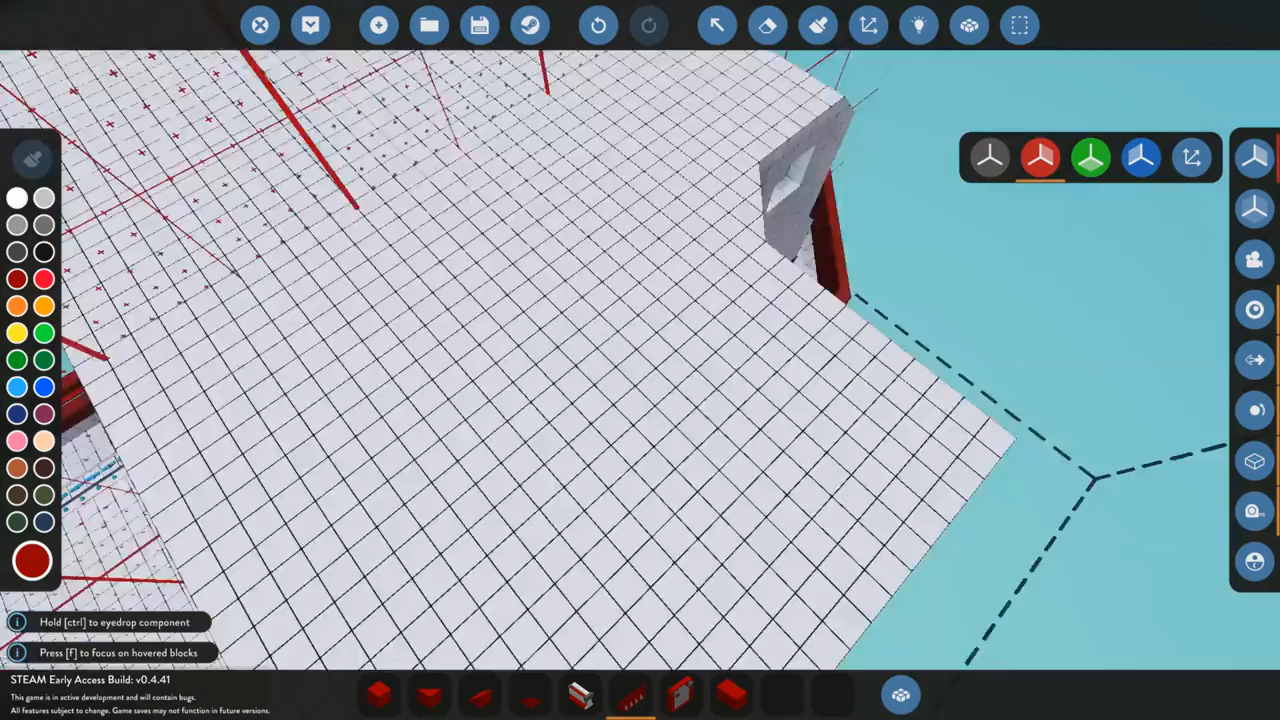 Hold [ctrl] to eyedrop component
Press [f] to focus on hovered blocks
STEAM Early Access Build: v0.4.41
This game is in active development and will contain bugs.
All features subject to change. Game saves may not function in future versions.